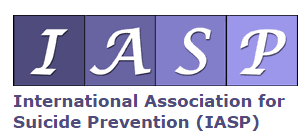 IASP
International Association for
Suicide Prevention (IASP)